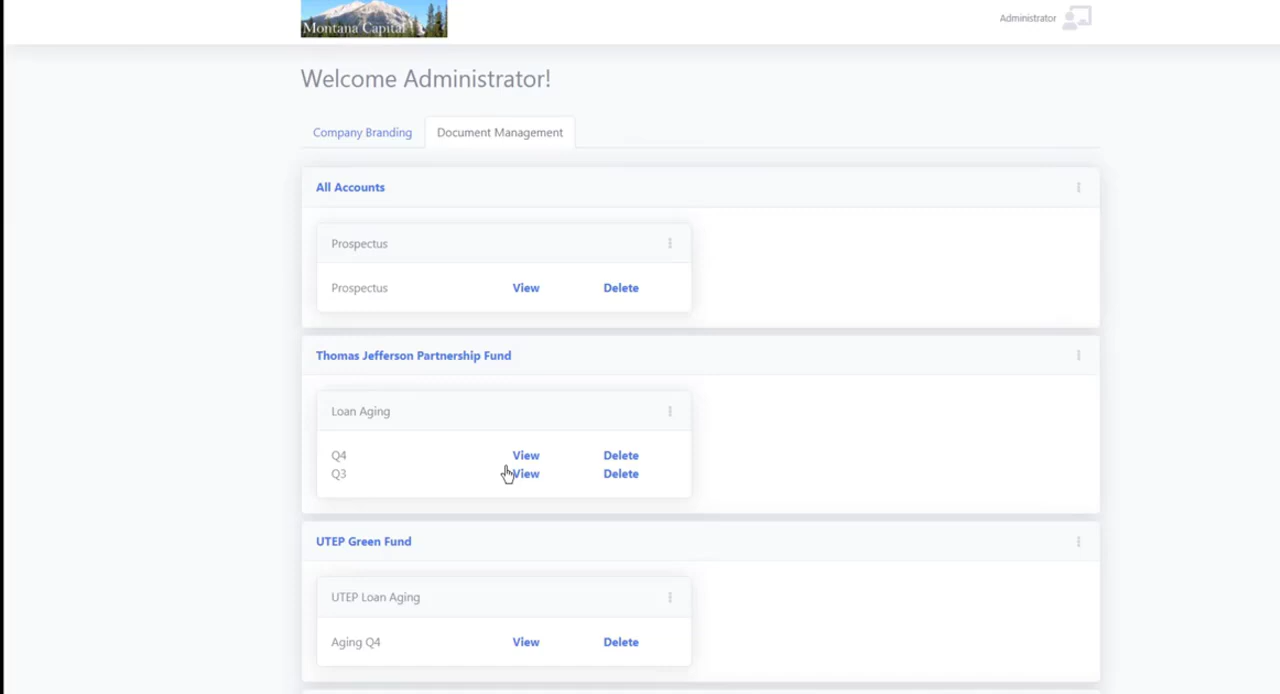 Montana Capital
Administrator
Welcome Administrator!
Company Branding
Document Management
All Accounts
Prospectus
Prospectus View Delete
Thomas Jefferson Partnership Fund
Loan Aging
Q4 View Delete
Q3 View Delete
UTEP Green Fund
UTEP Loan Aging
Aging Q4 View Delete